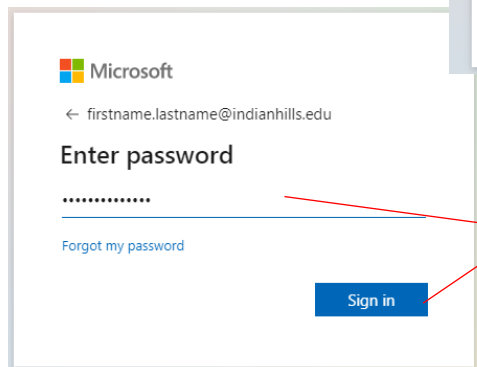 Microsoft
← firstname.lastname@indianhills.edu
Enter password
••••••••••••••
Forgot my password
Sign in